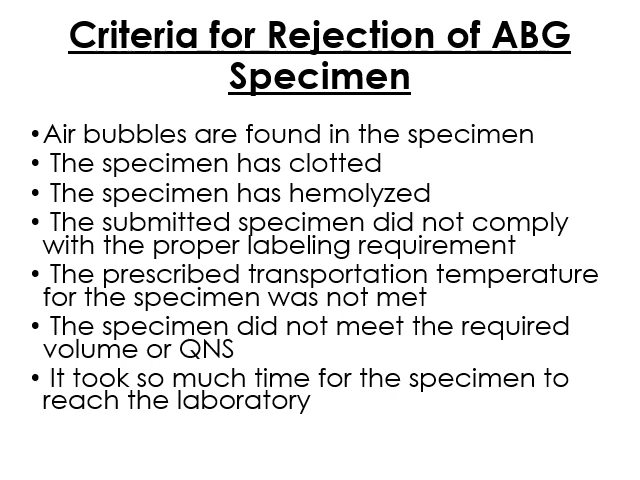 Criteria for Rejection of ABG
Specimen
•Air bubbles are found in the specimen
• The specimen has clotted
• The specimen has hemolyzed
• The submitted specimen did not comply
with the proper labeling requirement
• The prescribed transportation temperature
for the specimen was not met
• The specimen did not meet the required
volume or QNS
• It took so much time for the specimen to
reach the laboratory